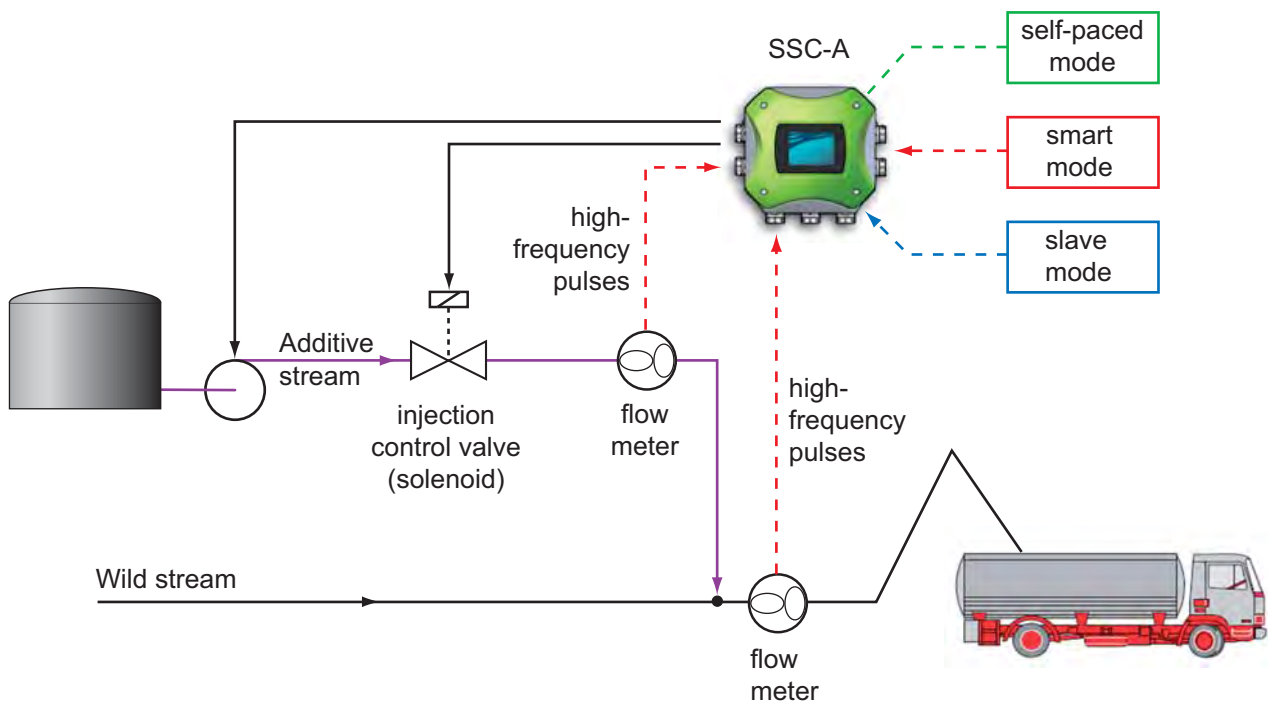 SSC-A
self-paced
mode
smart
mode
slave
mode
high-
frequency
pulses
Additive
stream
injection
control valve
(solenoid)
flow
meter
high-
frequency
pulses
Wild stream
flow
meter